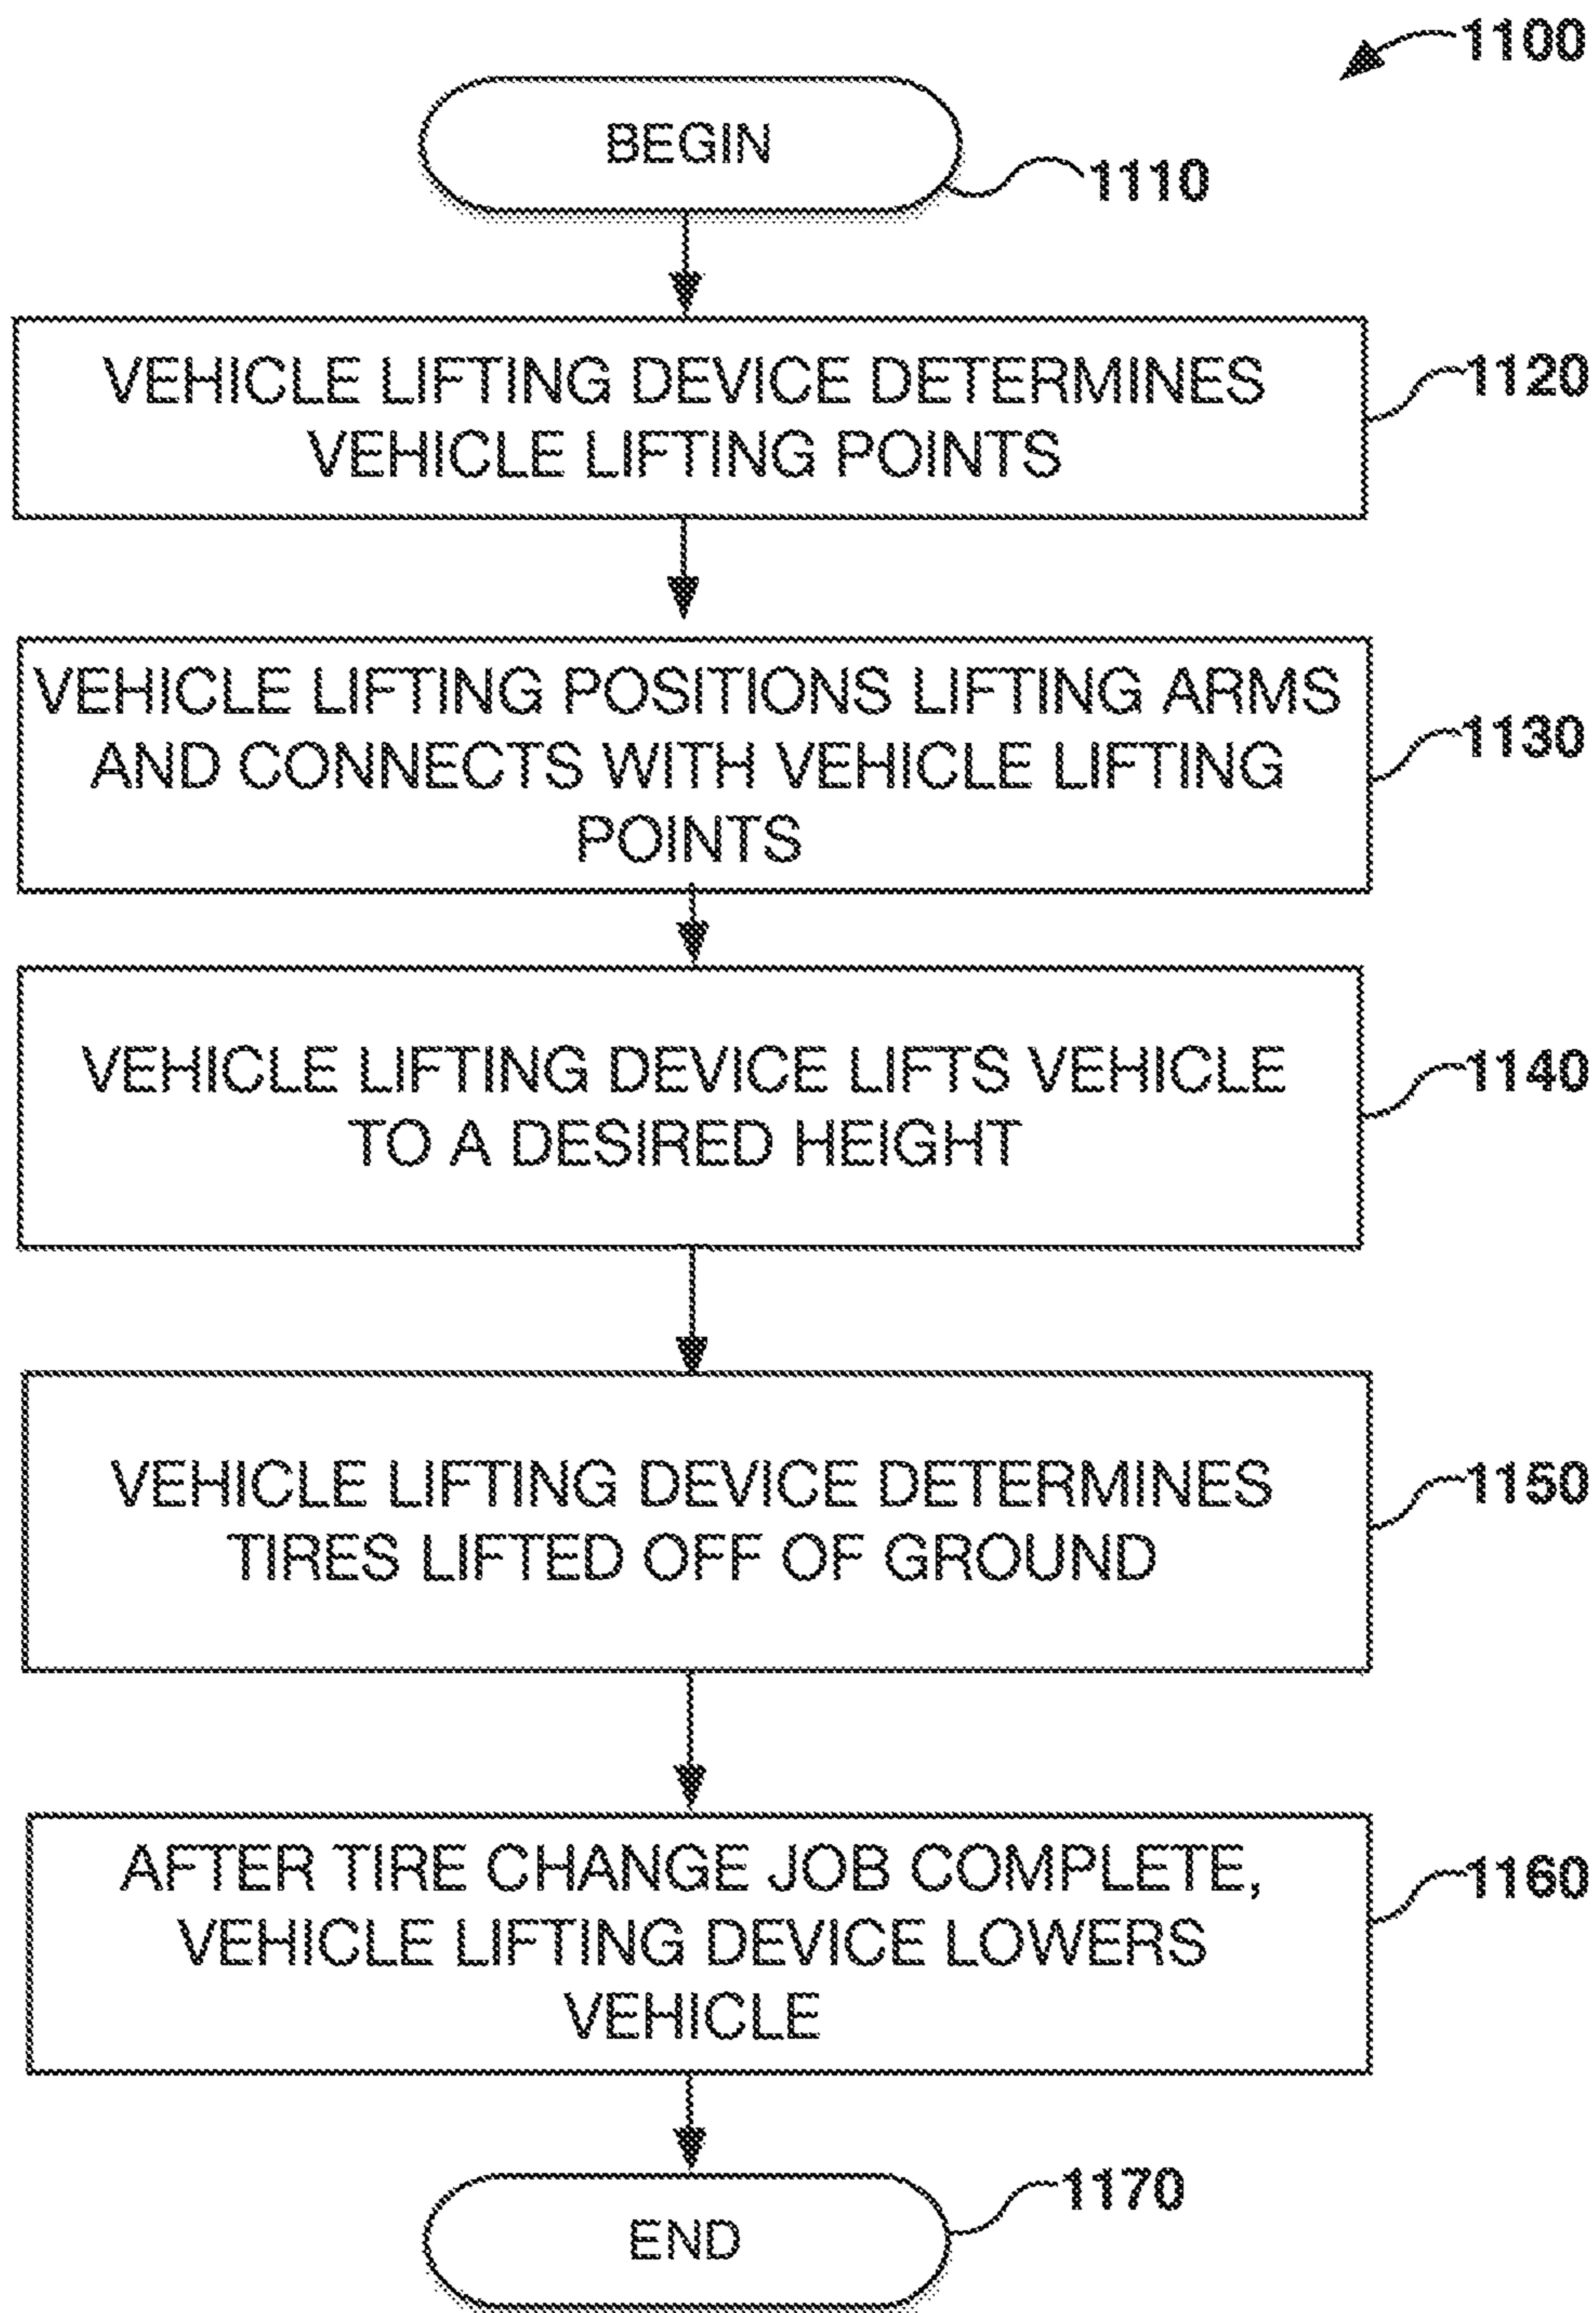 1100
BEGIN
1110
VEHICLE LIFTING DEVICE DETERMINES
VEHICLE LIFTING POINTS
1120
VEHICLE LIFTING POSITIONS LIFTING ARMS
AND CONNECTS WITH VEHICLE LIFTING
POINTS
1130
VEHICLE LIFTING DEVICE LIFTS VEHICLE
TO A DESIRED HEIGHT
1140
VEHICLE LIFTING DEVICE DETERMINES
TIRES LIFTED OFF OF GROUND
1150
AFTER TIRE CHANGE JOB COMPLETE,
VEHICLE LIFTING DEVICE LOWERS
VEHICLE
1160
END
1170